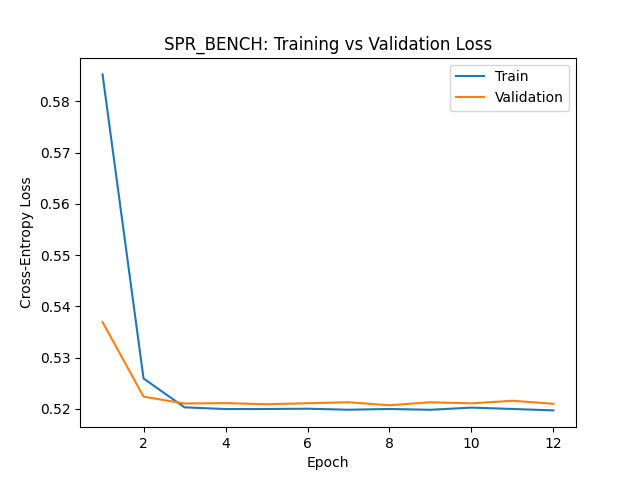 SPR_BENCH: Training vs Validation Loss
Train
Validation
Cross-Entropy Loss
0.58
0.57
0.56
0.55
0.54
0.53
0.52
2 4 6 8 10 12
Epoch